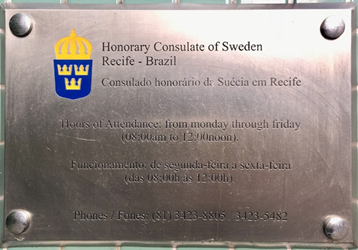 Honorary Consulate of Sweden
Recife - Brazil
Consulado honorário da Suécia em Recife
Hours of Attendance: from monday through friday
(08:00am to 12:00noon).
Funcionamento: de segunda-feira a sexta-feira
(das 08:00h às 12:00h).
Phones / Fones: (81) 3423-8805 / 3423-5482